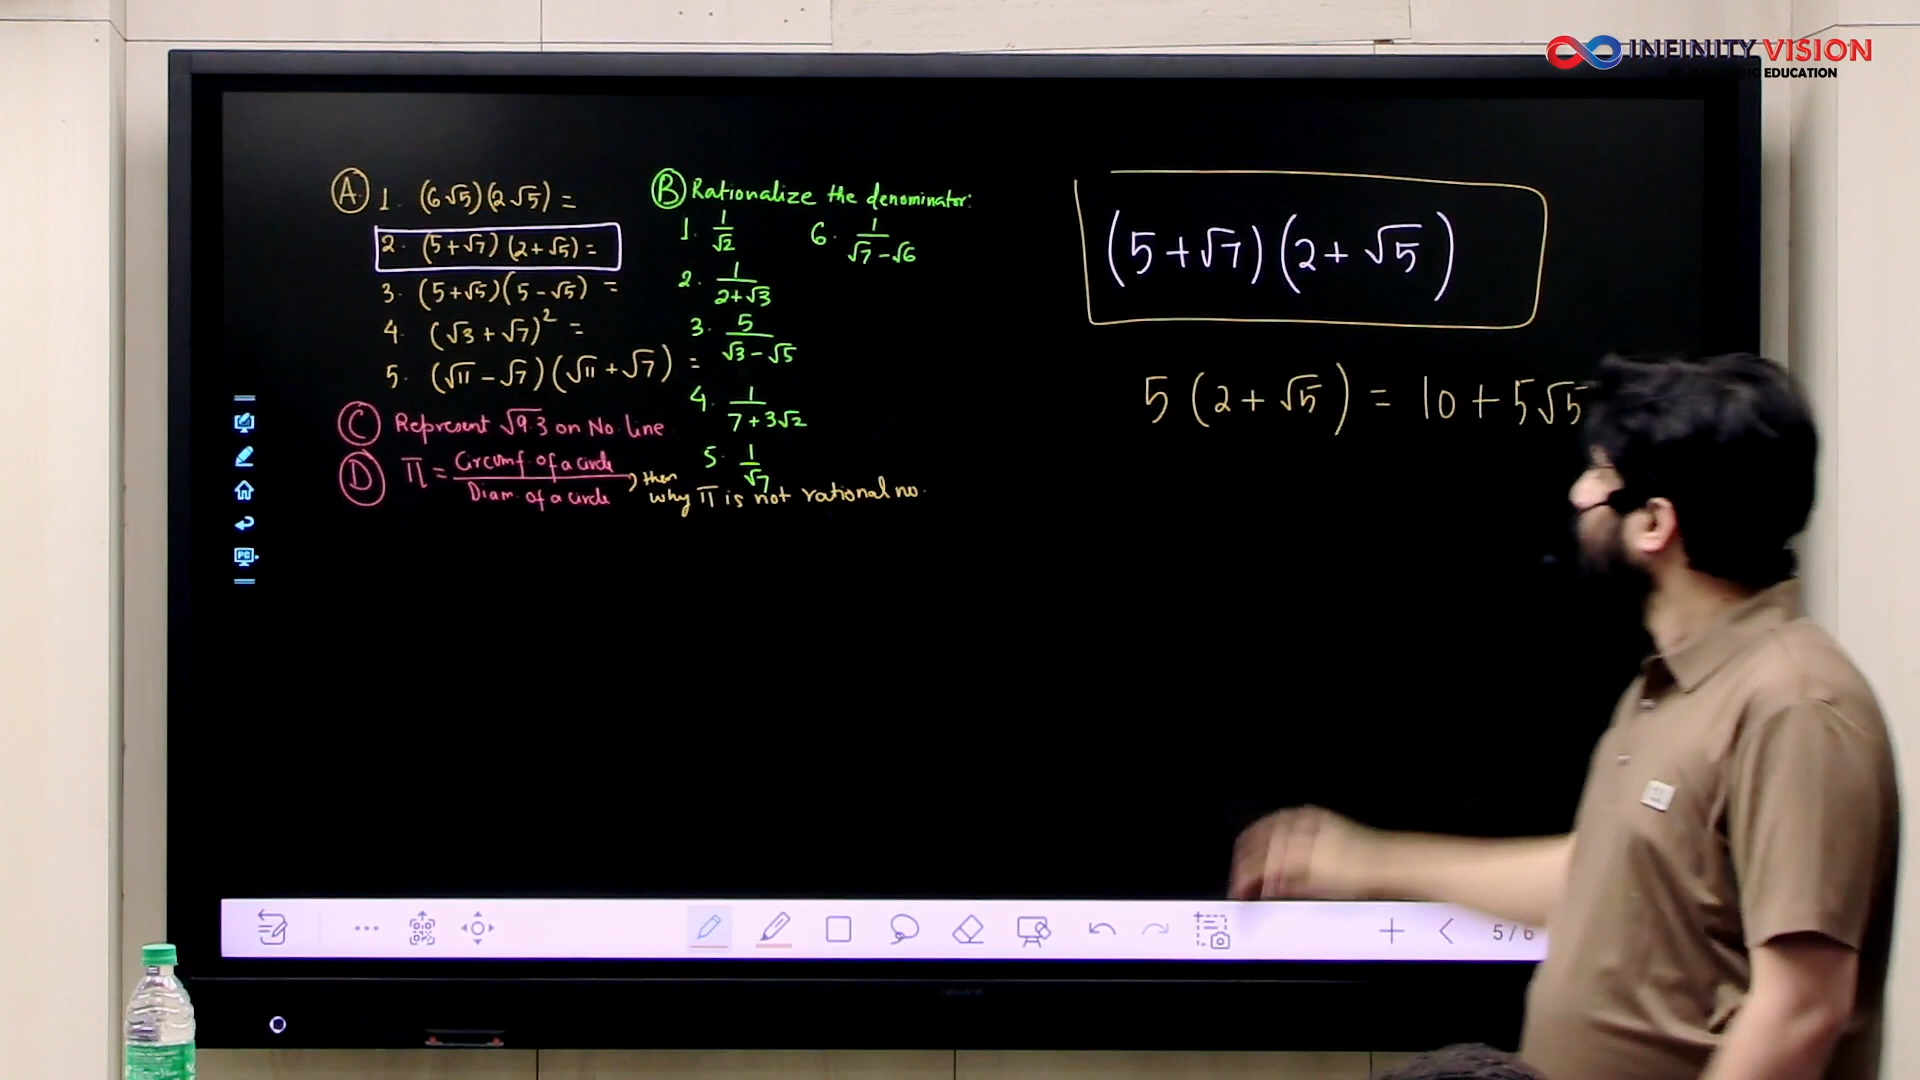 INFINITY VISION
EDUCATION
A 1. (6√5)(2√5) =
2. (5+√7)(2+√5) =
3. (5+√5)(5-√5) =
4. (√3+√7)² =
5. (√11-√7)(√11+√7) =
B Rationalize the denominator:
1. 1/√2
2. 1/(2+√3)
3. 5/(√3-√5)
4. 1/(7+3√2)
5. 1/√7
6. 1/(√7-√6)
C Represent √9.3 on No. line
D π = Circumf. of a circle / Diam. of a circle, then
why π is not rational no.
(5+√7)(2+√5)
5(2+√5) = 10+5√5
PC
5/6